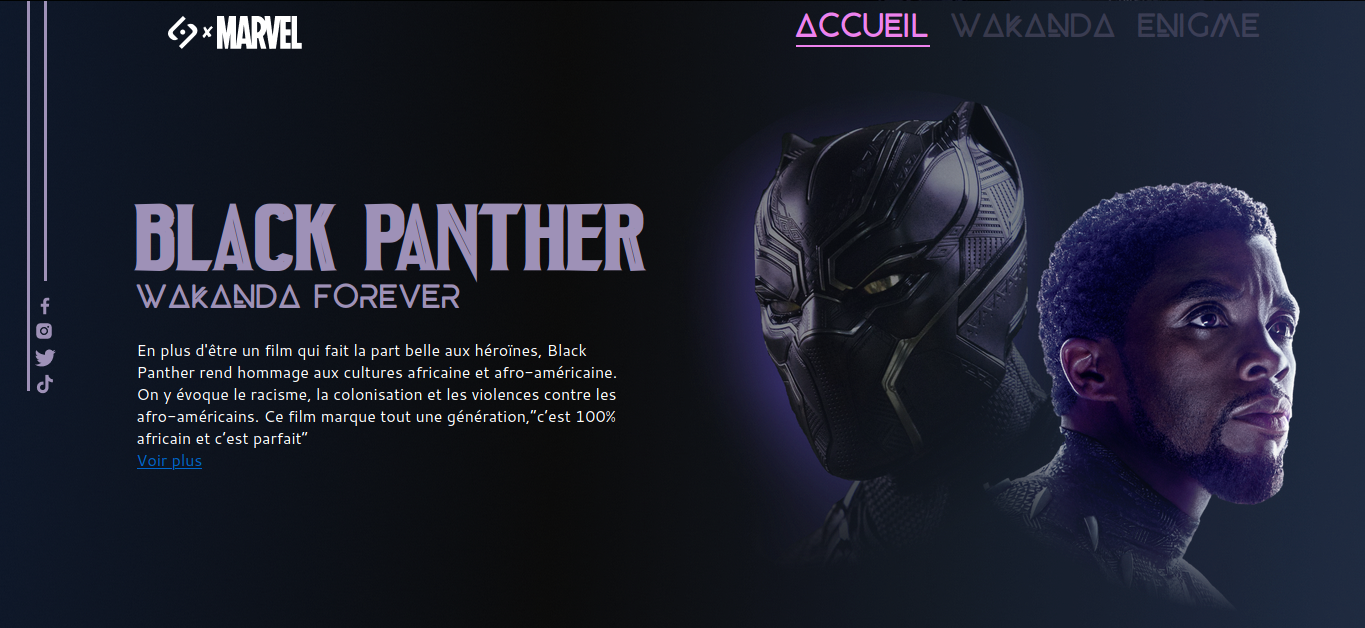 x MARVEL
ACCUEIL WAKANDA ENIGME
BLACK PANTHER
WAKANDA FOREVER
En plus d'être un film qui fait la part belle aux héroïnes, Black
Panther rend hommage aux cultures africaine et afro-américaine.
On y évoque le racisme, la colonisation et les violences contre les
afro-américains. Ce film marque tout une génération,"c'est 100%
africain et c'est parfait"
Voir plus